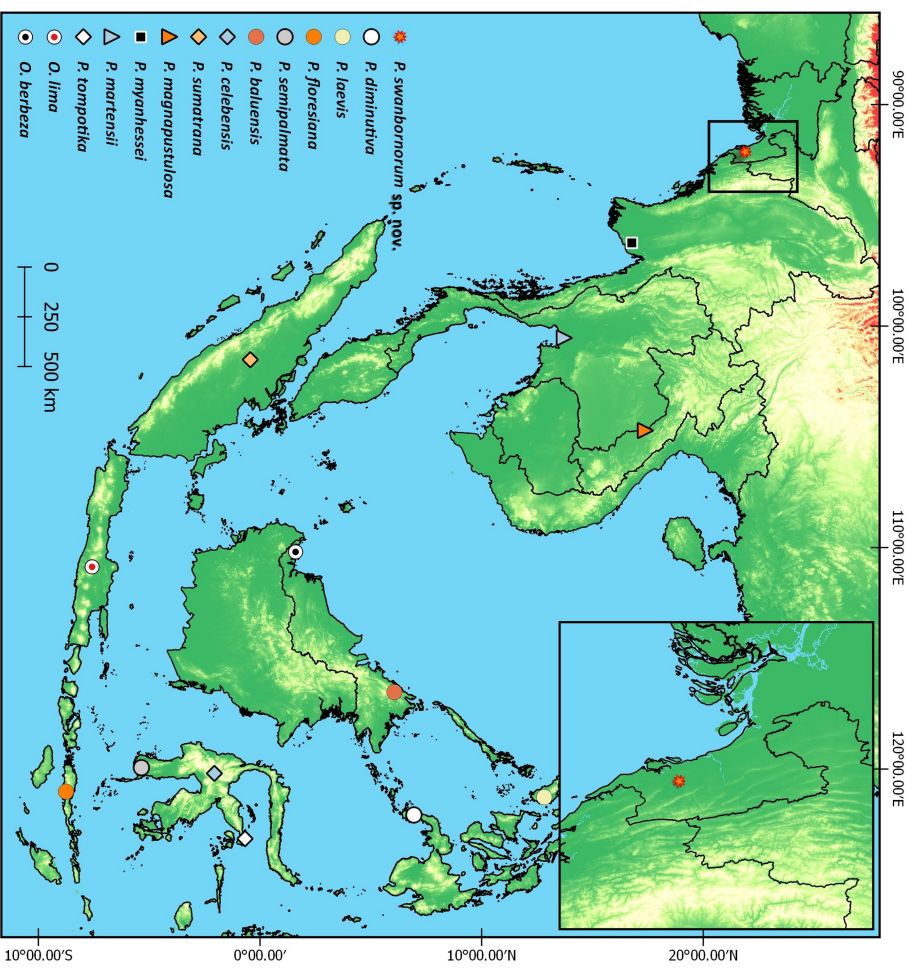 90°00.00′E
100°00.00′E
110°00.00′E
120°00.00′E
20°00.00′N
10°00.00′N
0°00.00′
10°00.00′S
P. swanbornorum sp. nov.
P. diminutiva
P. laevis
P. floresiana
P. semipalmata
P. baluensis
P. celebensis
P. sumatrana
P. magnapustulosa
P. myanhessei
P. martensii
P. tompotika
O. lima
O. berbeza
0 250 500 km